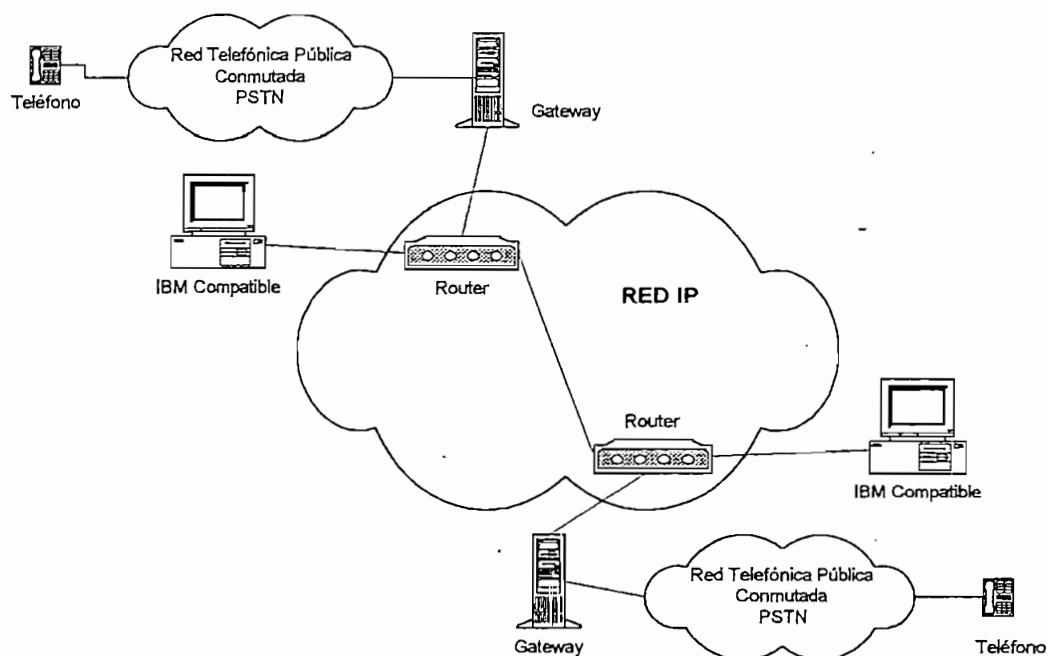 Red Telefónica Pública
Conmutada
PSTN
Teléfono
Gateway
IBM Compatible
Router
RED IP
Router
IBM Compatible
Red Telefónica Pública
Conmutada
PSTN
Gateway
Teléfono